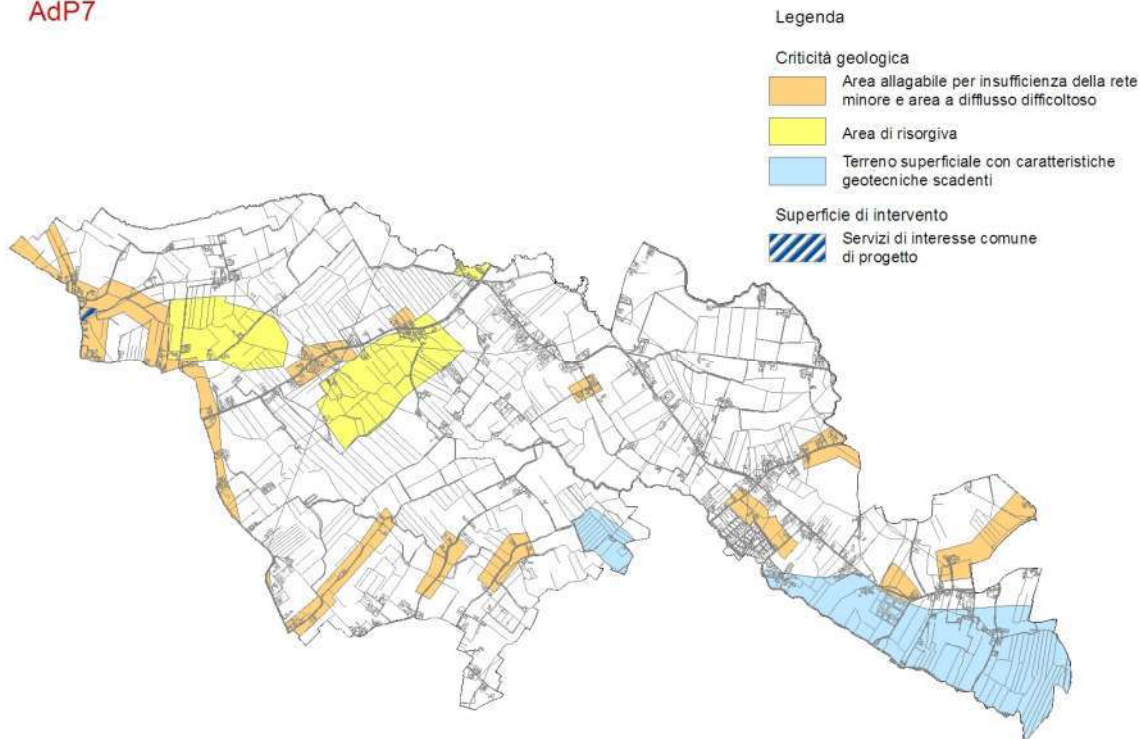 AdP7
Legenda
Criticità geologica
Area allagabile per insufficienza della rete
minore e area a difflusso difficoltoso
Area di risorgiva
Terreno superficiale con caratteristiche
geotecniche scadenti
Superficie di intervento
Servizi di interesse comune
di progetto